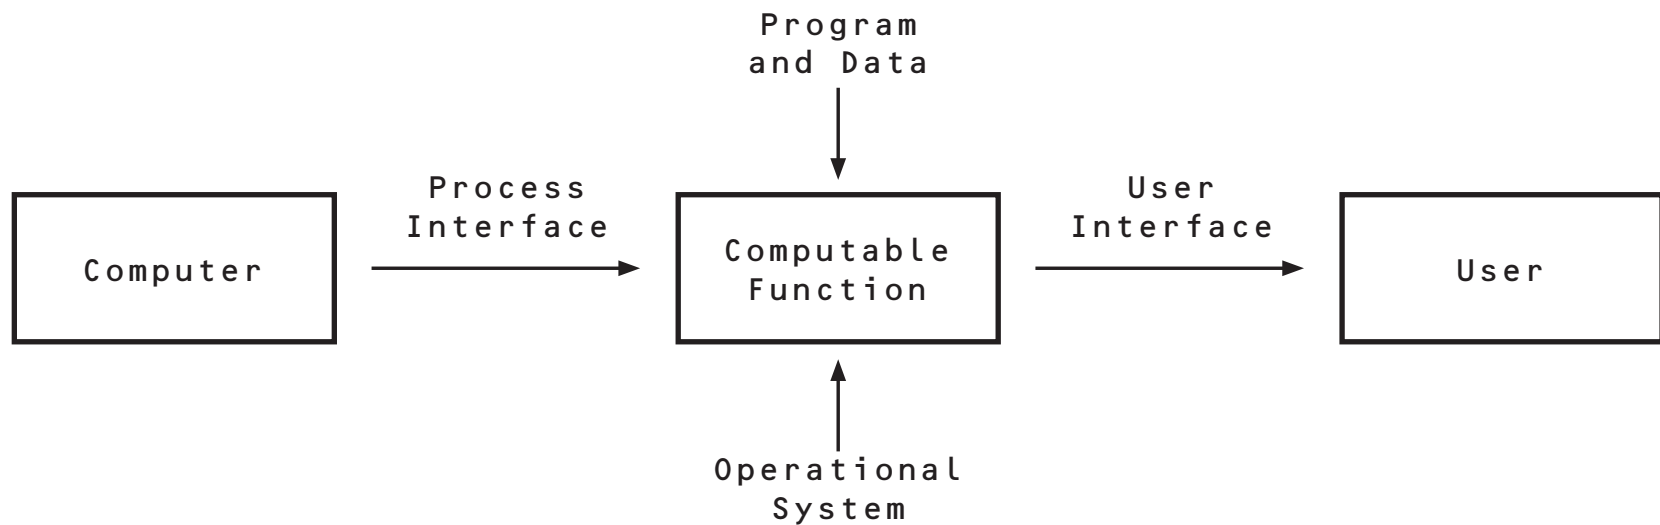 Program
and Data
Process
Interface
User
Interface
Computer
Computable
Function
User
Operational
System